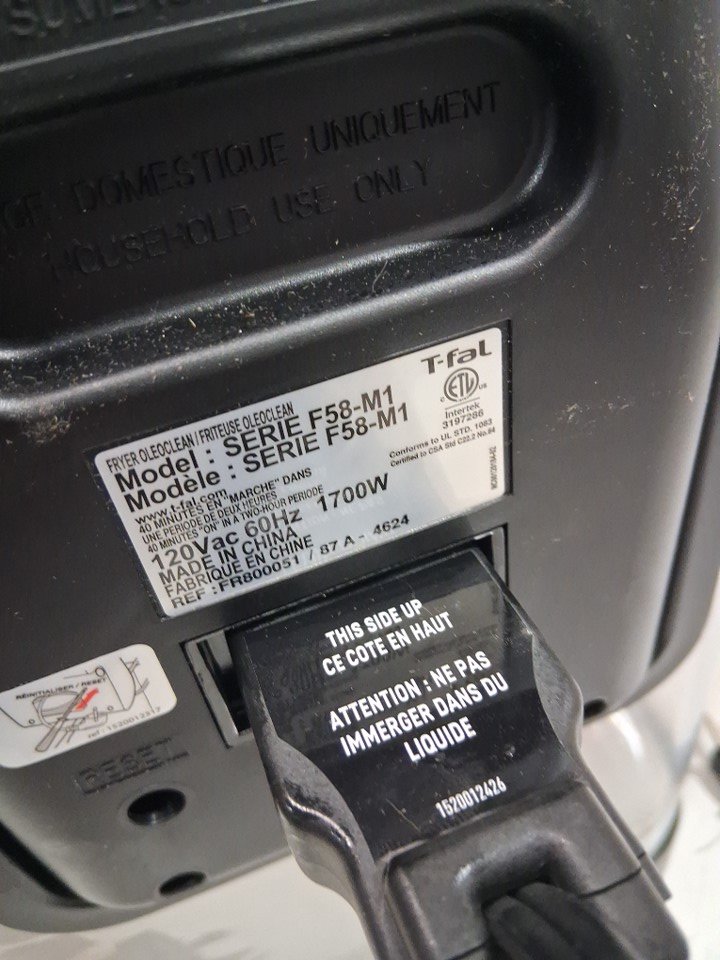 DOMESTIQUE UNIQUEMENT
HOUSEHOLD USE ONLY
T-faL
FRYER OLEOCLEAN / FRITEUSE OLEOCLEAN
Model : SERIE F58-M1
Modèle : SERIE F58-M1
C ETL US
Intertek
3197286
Conforms to UL STD. 1083
Certified to CSA Std C22.2 No.64
www.t-fal.com
40 MINUTES EN "MARCHE" DANS
UNE PERIODE DE DEUX HEURES
40 MINUTES "ON" IN A TWO-HOUR PERIODE
120Vac 60Hz 1700W
MADE IN CHINA
FABRIQUE EN CHINE
REF : FR800051 / 87 A - 4624
THIS SIDE UP
CE COTE EN HAUT
ATTENTION : NE PAS
IMMERGER DANS DU
LIQUIDE
1520012426
RÉINITIALISER / RESET
RESET